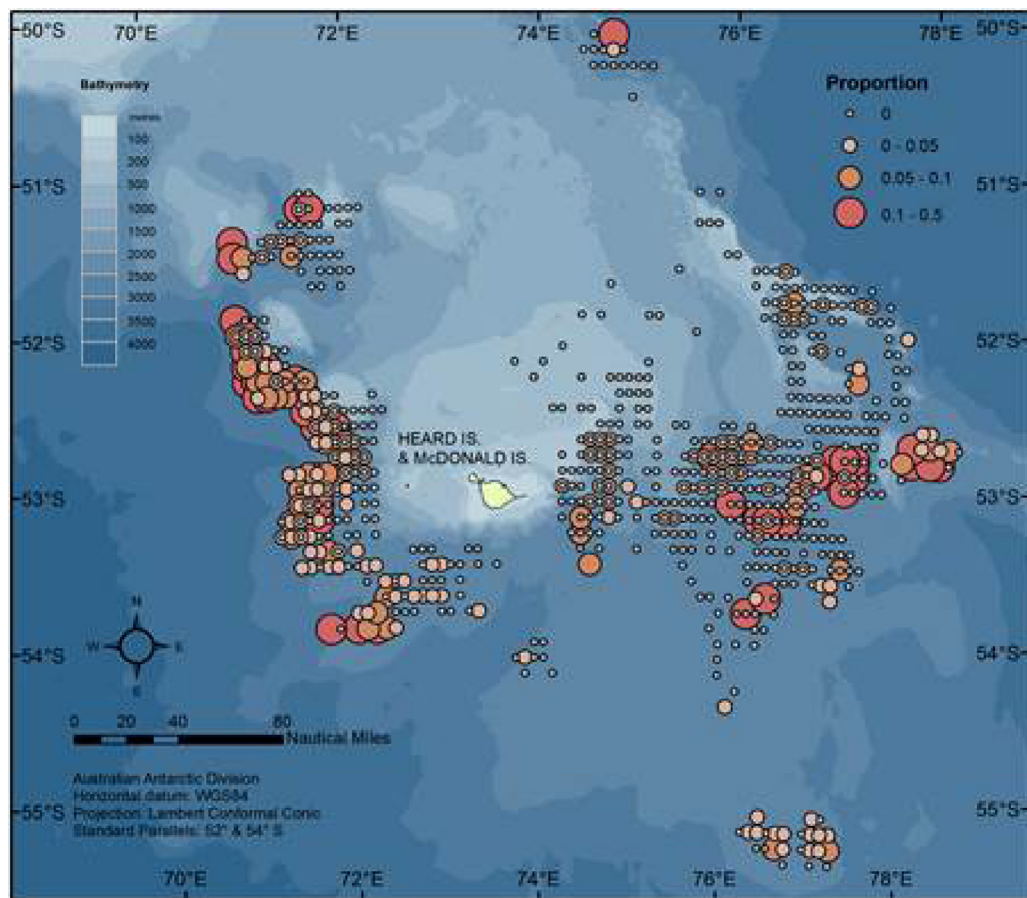 50°S 70°E 72°E 74°E 76°E 78°E 50°S
Bathymetry
metres
100
200
500
1000
1500
2000
2500
3000
3500
4000
Proportion
0
0 - 0.05
0.05 - 0.1
0.1 - 0.5
51°S 51°S
52°S 52°S
HEARD IS.
& McDONALD IS.
53°S 53°S
N
W E
S
54°S 54°S
0 20 40 80
Nautical Miles
Australian Antarctic Division
Horizontal datum: WGS84
Projection: Lambert Conformal Conic
Standard Parallels: 52° & 54° S
55°S 55°S
70°E 72°E 74°E 76°E 78°E